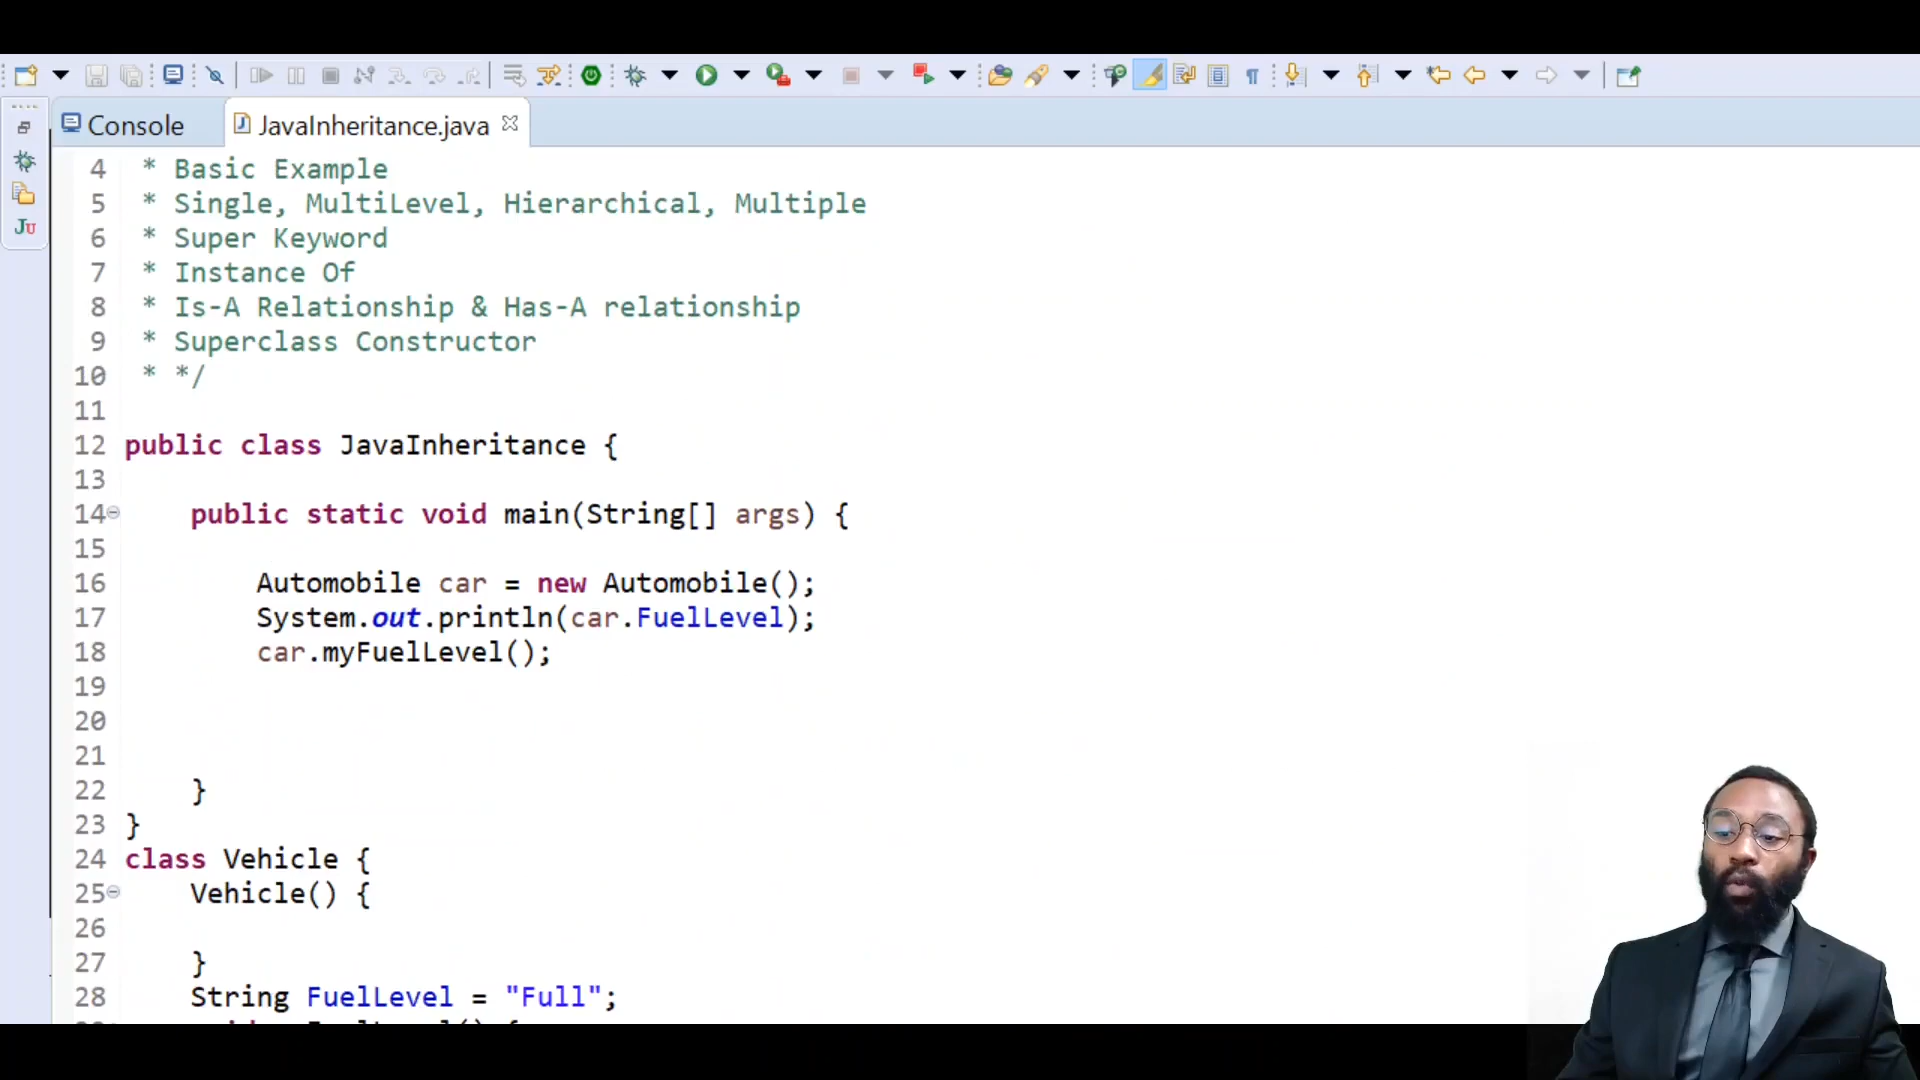 Console JavaInheritance.java
Ju
4 * Basic Example
5 * Single, MultiLevel, Hierarchical, Multiple
6 * Super Keyword
7 * Instance Of
8 * Is-A Relationship & Has-A relationship
9 * Superclass Constructor
10 * */
11
12 public class JavaInheritance {
13
14 public static void main(String[] args) {
15
16 Automobile car = new Automobile();
17 System.out.println(car.FuelLevel);
18 car.myFuelLevel();
19
20
21
22 }
23 }
24 class Vehicle {
25 Vehicle() {
26
27 }
28 String FuelLevel = "Full";